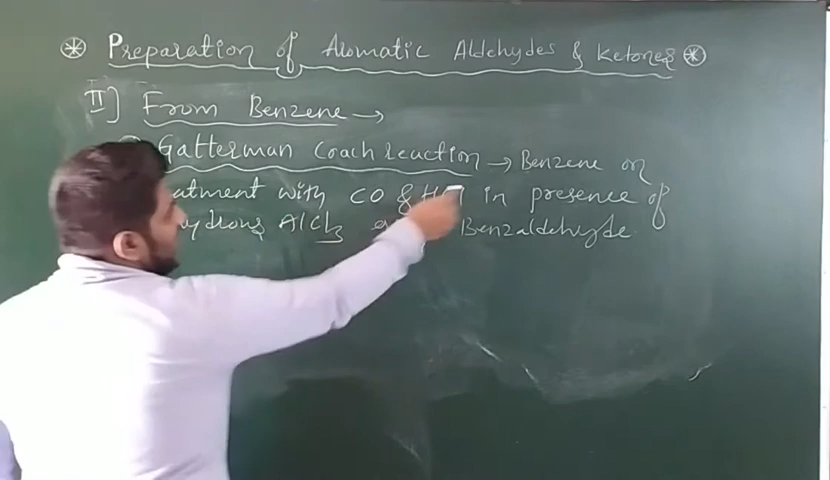 * Preparation of Aromatic Aldehydes & Ketones *
II] From Benzene →
Gatterman Coach reaction → Benzene on
with CO & in presence of
AlCl3 Benzaldehyde